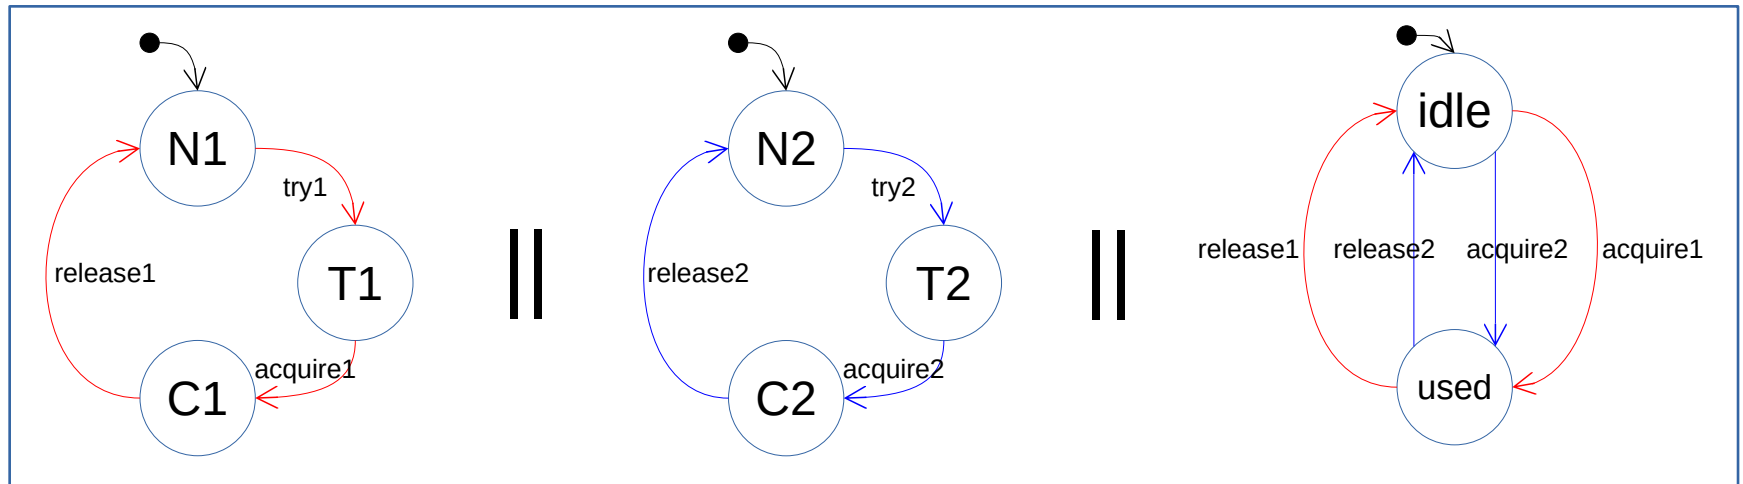 N1
try1
release1
T1
acquire1
C1
||
N2
try2
release2
T2
acquire2
C2
||
idle
release1
release2
acquire2
acquire1
used